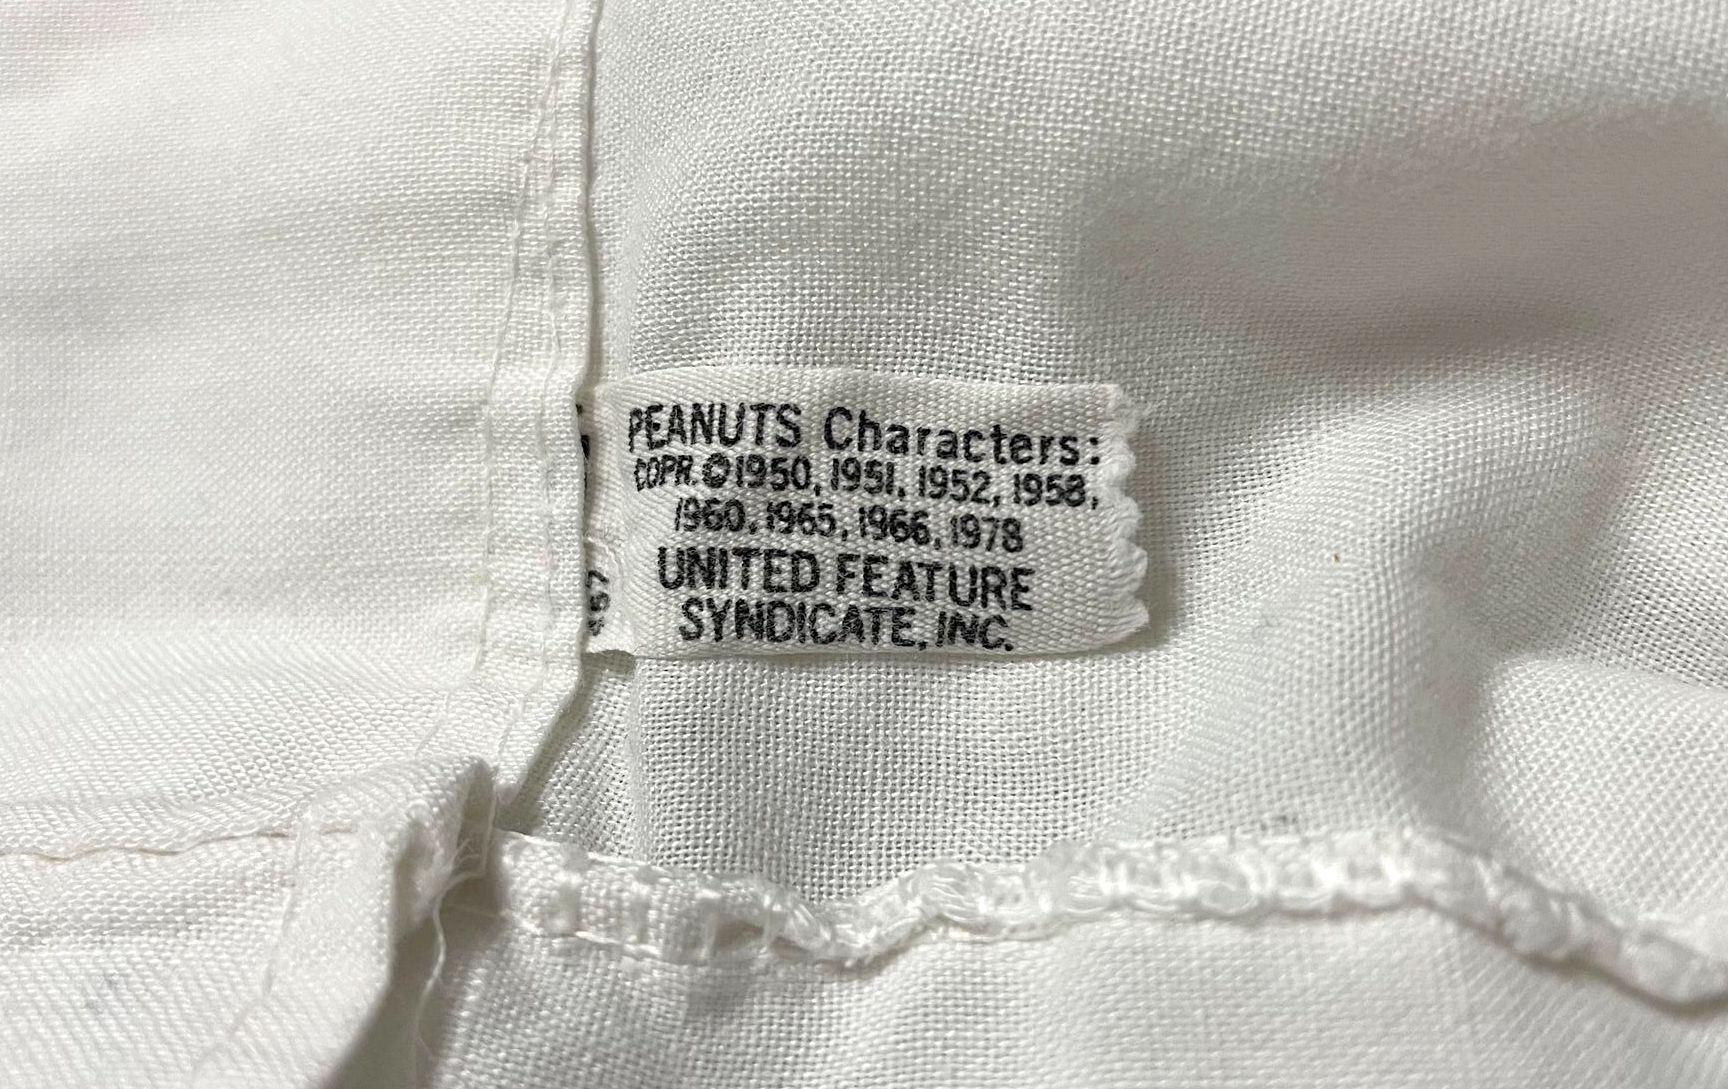 PEANUTS Characters:
COPR. ©1950, 1951, 1952, 1958,
1960, 1965, 1966, 1978
UNITED FEATURE
SYNDICATE, INC.